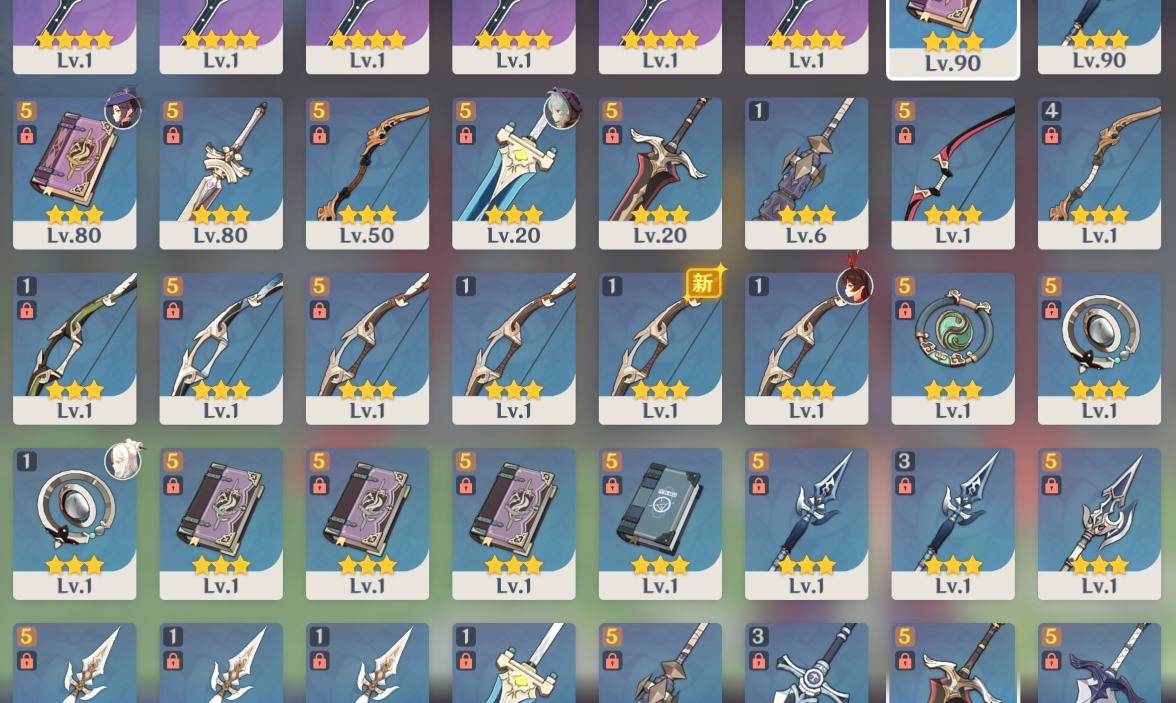 Lv.1 Lv.1 Lv.1 Lv.1 Lv.1 Lv.1 Lv.90 Lv.90
5 5 5 5 5 1 5 4
Lv.80 Lv.80 Lv.50 Lv.20 Lv.20 Lv.6 Lv.1 Lv.1
1 5 5 1 1 新 1 5 5
Lv.1 Lv.1 Lv.1 Lv.1 Lv.1 Lv.1 Lv.1 Lv.1
1 5 5 5 5 5 3 5
Lv.1 Lv.1 Lv.1 Lv.1 Lv.1 Lv.1 Lv.1 Lv.1
5 1 1 1 5 3 5 5